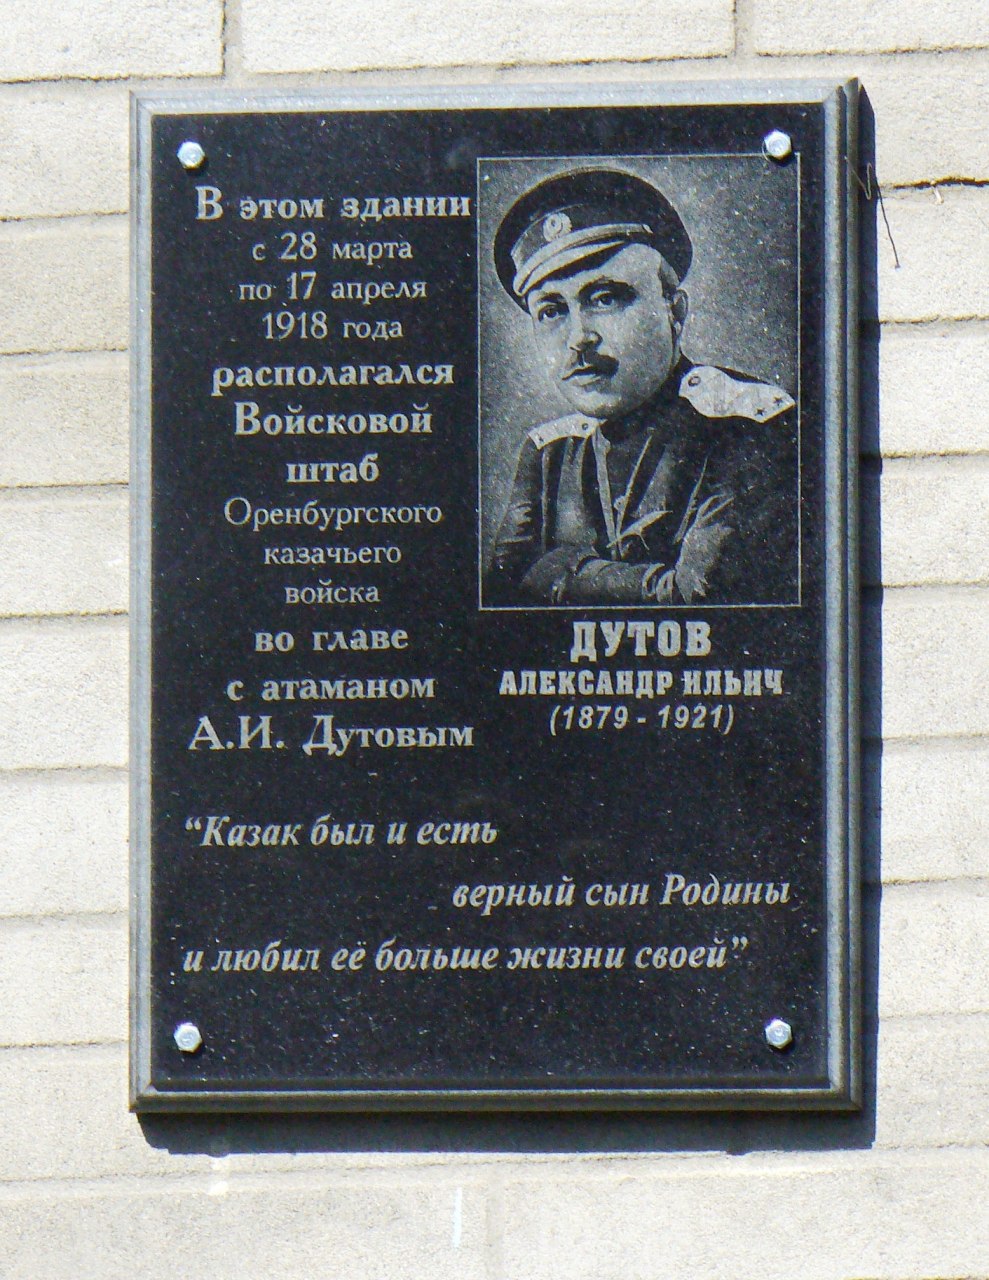 В этом здании
с 28 марта
по 17 апреля
1918 года
располагался
Войсковой
штаб
Оренбургского
казачьего
войска
во главе
с атаманом
А.И. Дутовым
ДУТОВ
АЛЕКСАНДР ИЛЬИЧ
(1879 - 1921)
“Казак был и есть
верный сын Родины
и любил её больше жизни своей”